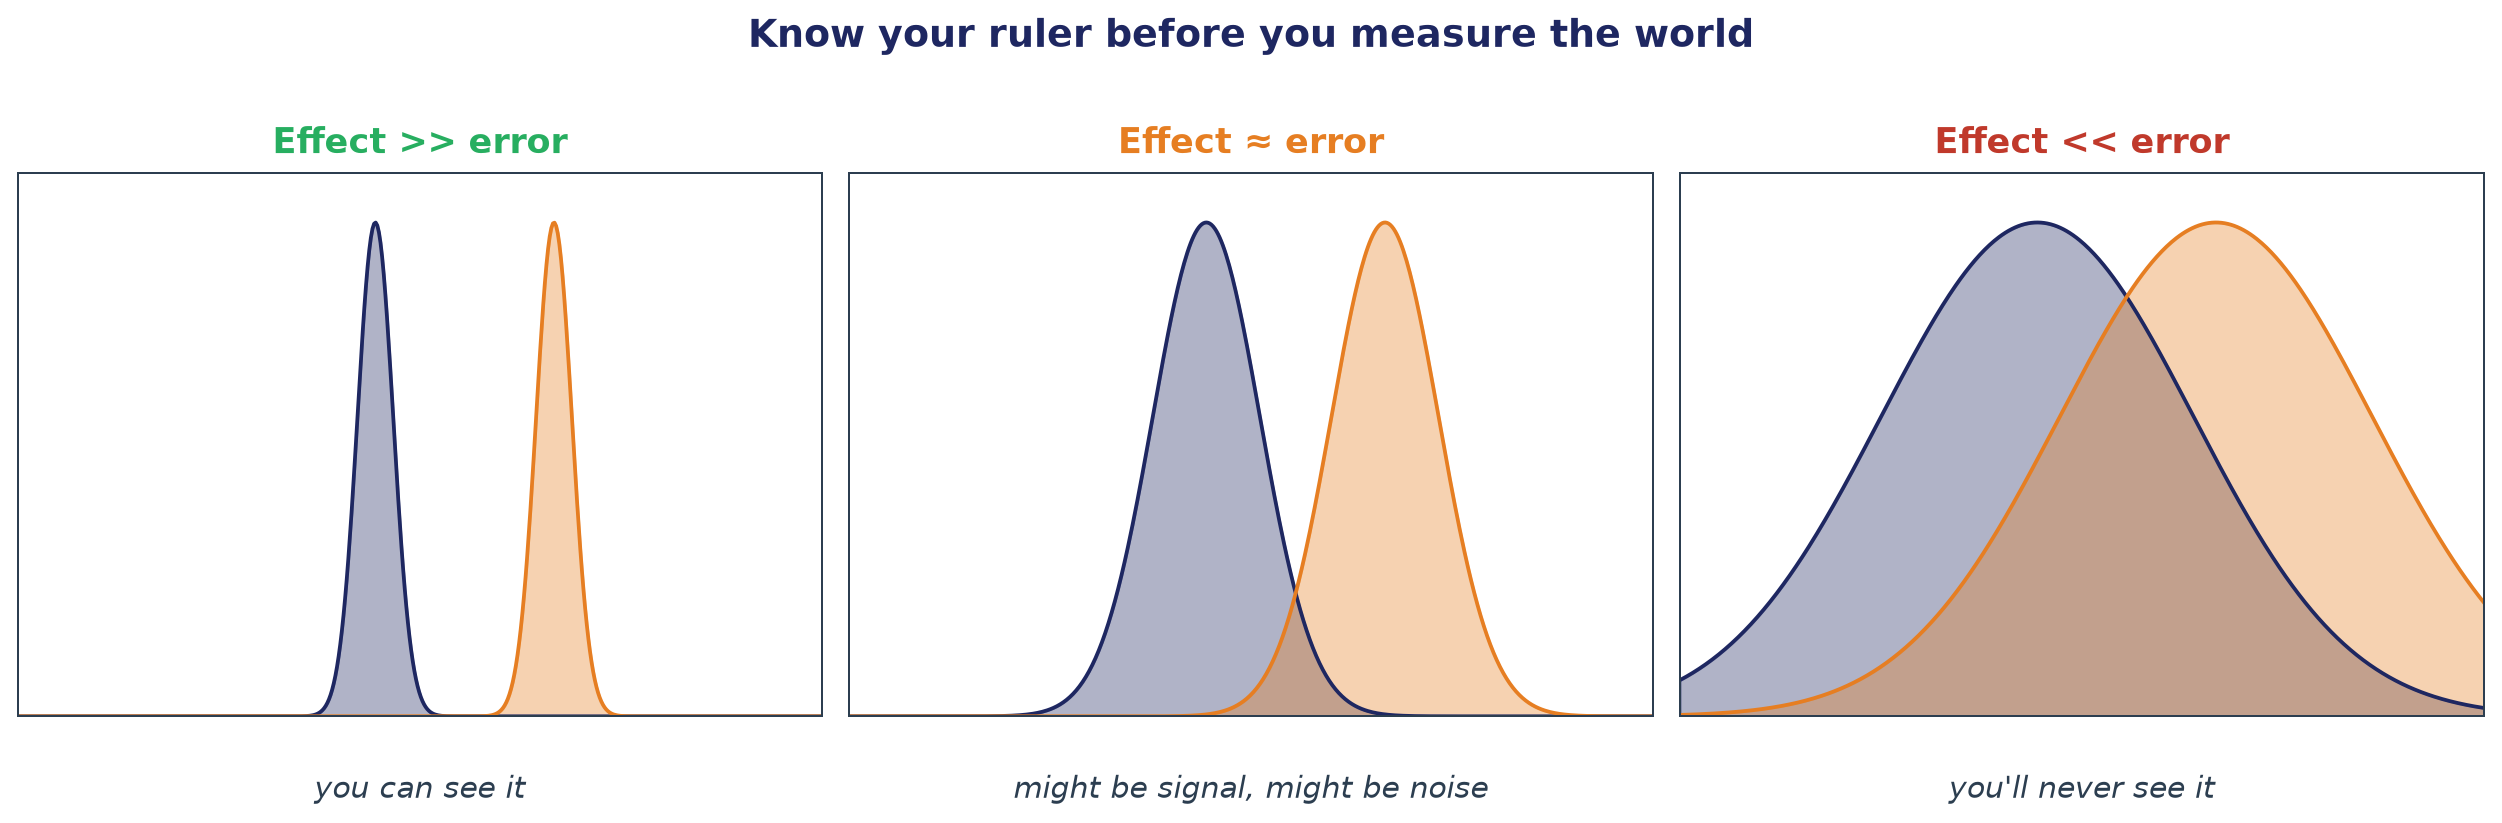 Know your ruler before you measure the world
Effect >> error
Effect ≈ error
Effect << error
you can see it
might be signal, might be noise
you'll never see it